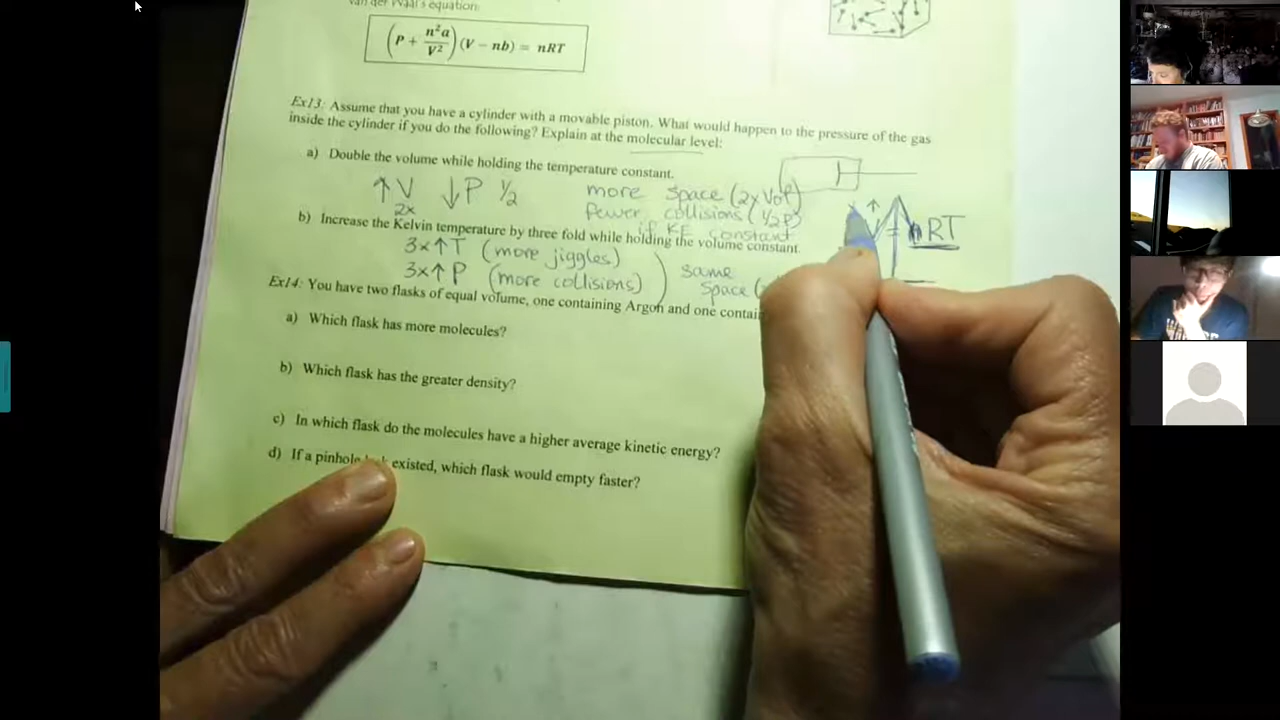 van der Waal's equation:
(P + n²a/V²)(V − nb) = nRT
Ex13: Assume that you have a cylinder with a movable piston. What would happen to the pressure of the gas
inside the cylinder if you do the following? Explain at the molecular level:
a) Double the volume while holding the temperature constant.
↑V ↓P 1/2 more space (2x Vol)
2x fewer collisions (1/2 P)
if KE constant
b) Increase the Kelvin temperature by three fold while holding the volume constant.
RT
3x↑T (more jiggles) same
3x↑P (more collisions) space
Ex14: You have two flasks of equal volume, one containing Argon and one
a) Which flask has more molecules?
b) Which flask has the greater density?
c) In which flask do the molecules have a higher average kinetic energy?
d) If a pinhole existed, which flask would empty faster?